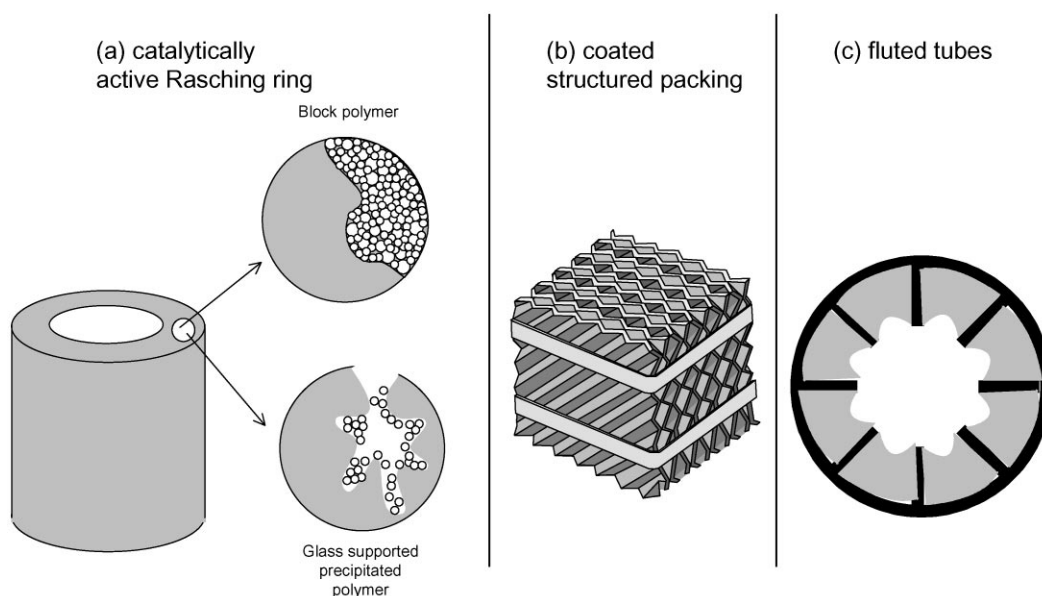 (a) catalytically
active Rasching ring
Block polymer
Glass supported
precipitated
polymer
(b) coated
structured packing
(c) fluted tubes